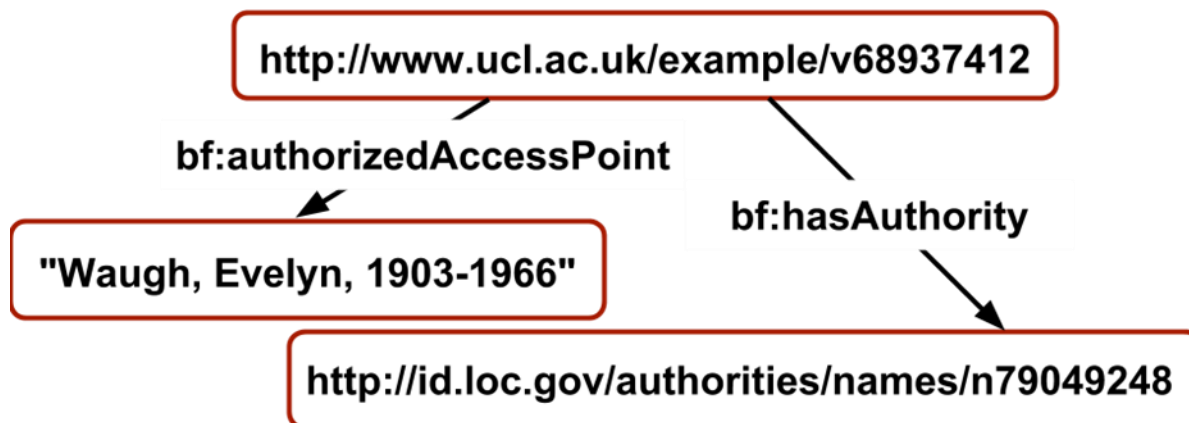 http://www.ucl.ac.uk/example/v68937412
bf:authorizedAccessPoint
bf:hasAuthority
"Waugh, Evelyn, 1903-1966"
http://id.loc.gov/authorities/names/n79049248